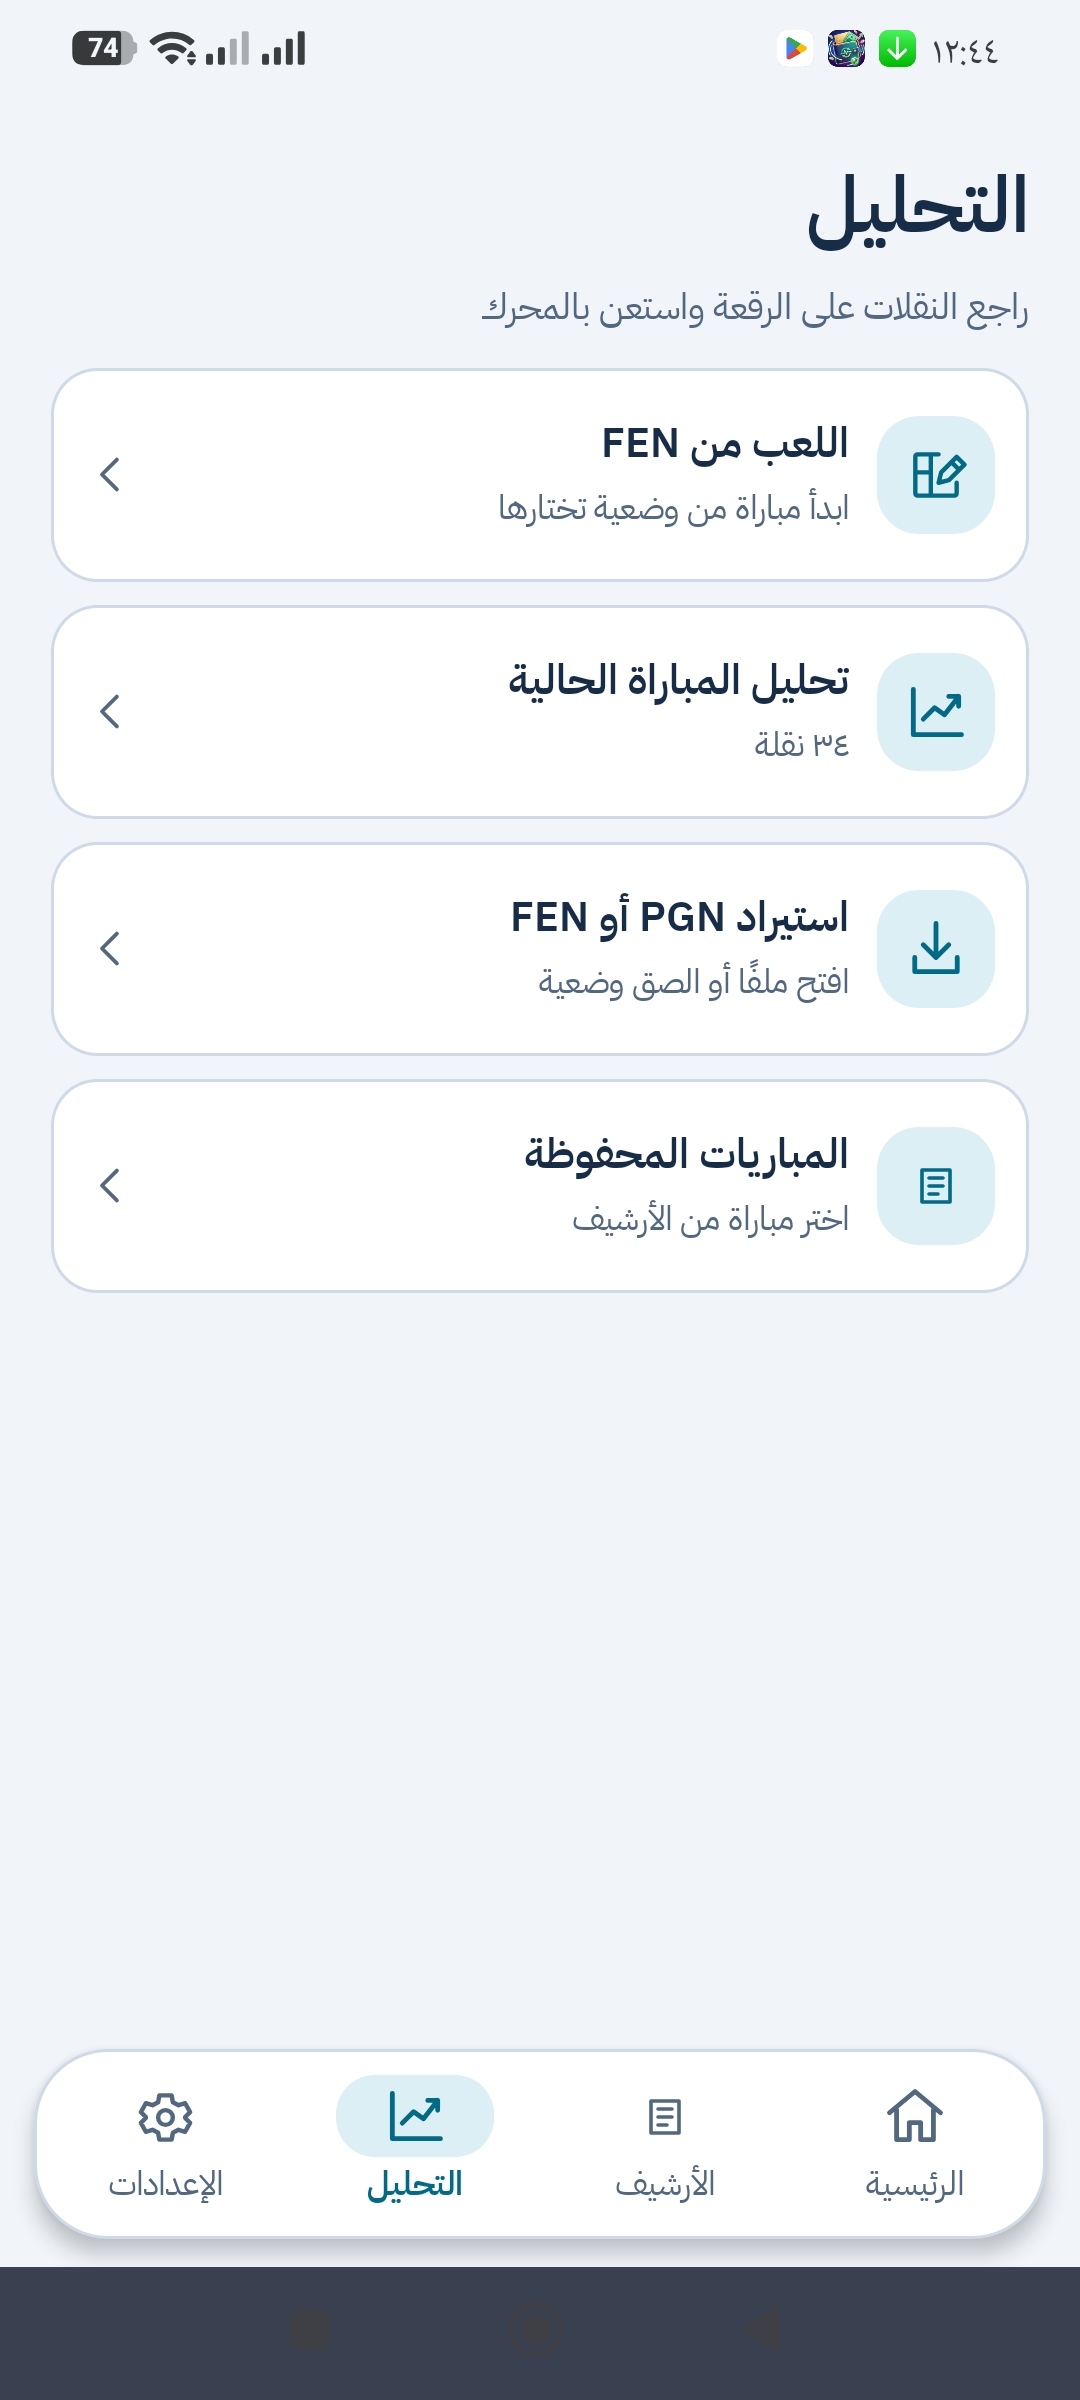 ١٢:٤٤
74
التحليل
راجع النقلات على الرقعة واستعن بالمحرك
اللعب من FEN
ابدأ مباراة من وضعية تختارها
تحليل المباراة الحالية
٣٤ نقلة
استيراد PGN أو FEN
افتح ملفًا أو الصق وضعية
المباريات المحفوظة
اختر مباراة من الأرشيف
الرئيسية
الأرشيف
التحليل
الإعدادات